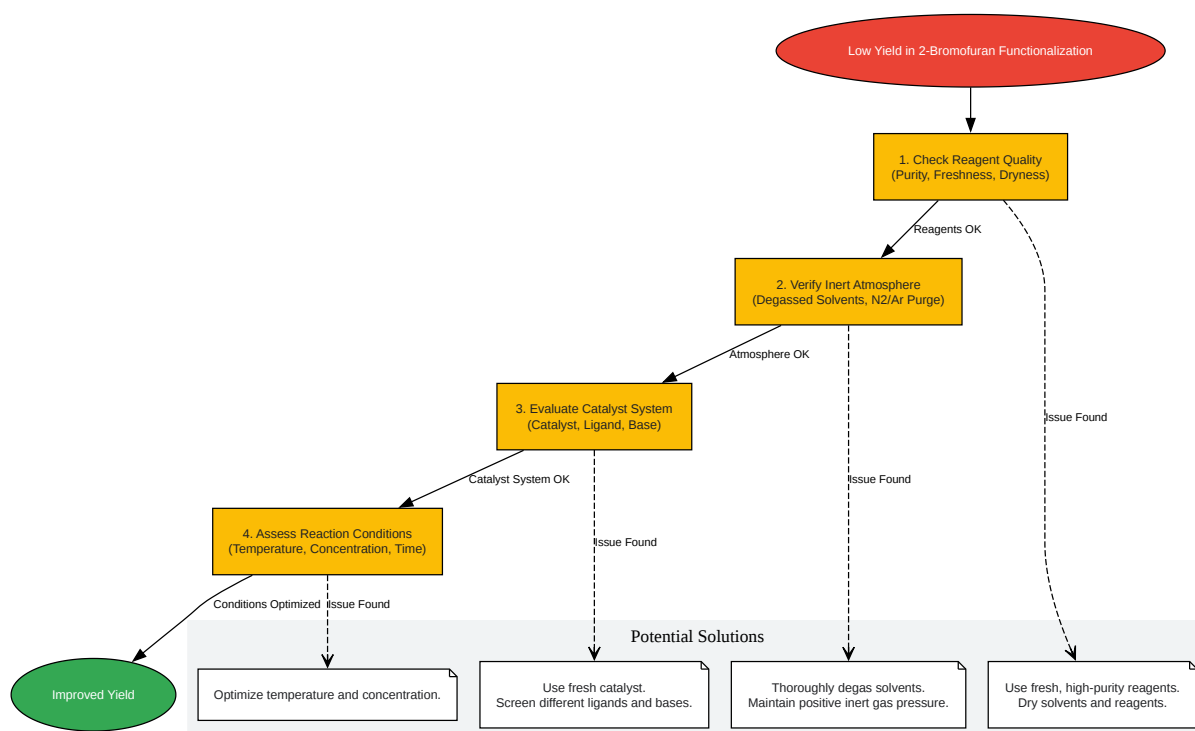 Low Yield in 2-Bromofuran Functionalization
1. Check Reagent Quality
(Purity, Freshness, Dryness)
Reagents OK
2. Verify Inert Atmosphere
(Degassed Solvents, N2/Ar Purge)
Atmosphere OK
3. Evaluate Catalyst System
(Catalyst, Ligand, Base)
Issue Found
Catalyst System OK
Issue Found
4. Assess Reaction Conditions
(Temperature, Concentration, Time)
Issue Found
Conditions Optimized
Issue Found
Potential Solutions
Improved Yield
Optimize temperature and concentration.
Use fresh catalyst.
Screen different ligands and bases.
Thoroughly degas solvents.
Maintain positive inert gas pressure.
Use fresh, high-purity reagents.
Dry solvents and reagents.